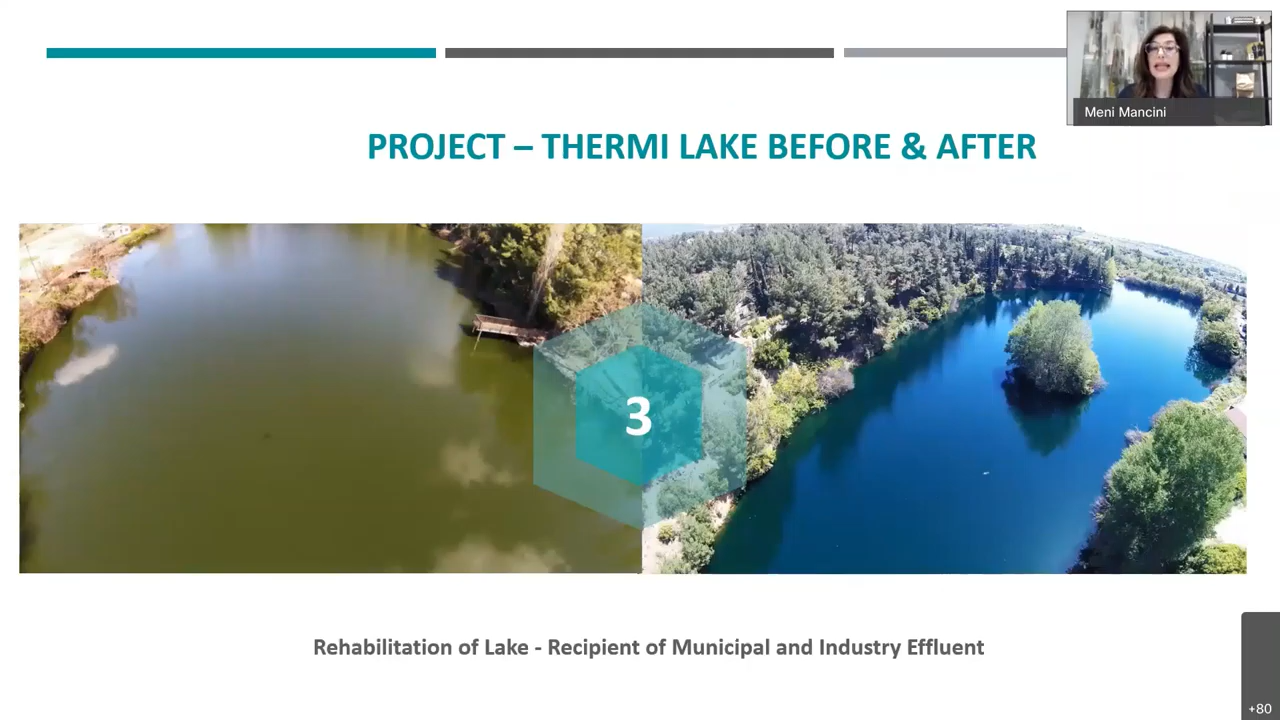 Meni Mancini
PROJECT – THERMI LAKE BEFORE & AFTER
3
Rehabilitation of Lake - Recipient of Municipal and Industry Effluent
+80